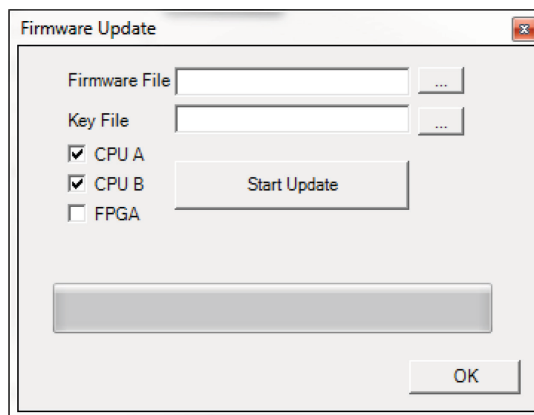 Firmware Update
Firmware File
...
Key File
...
CPU A
CPU B
Start Update
FPGA
OK